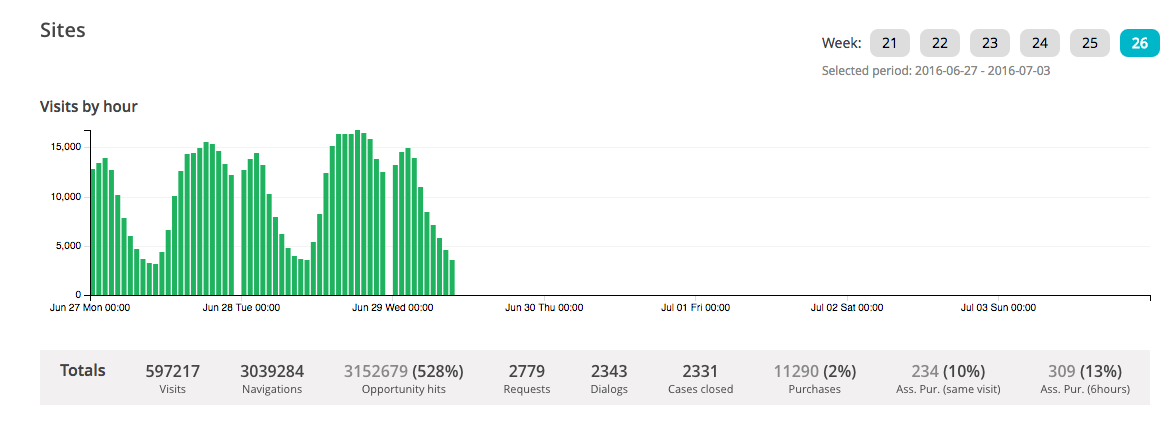 Sites
Week: 21 22 23 24 25 26
Selected period: 2016-06-27 - 2016-07-03
Visits by hour
15,000
10,000
5,000
0
Jun 27 Mon 00:00 Jun 28 Tue 00:00 Jun 29 Wed 00:00 Jun 30 Thu 00:00 Jul 01 Fri 00:00 Jul 02 Sat 00:00 Jul 03 Sun 00:00
Totals 597217 3039284 3152679 (528%) 2779 2343 2331 11290 (2%) 234 (10%) 309 (13%)
Visits Navigations Opportunity hits Requests Dialogs Cases closed Purchases Ass. Pur. (same visit) Ass. Pur. (6hours)